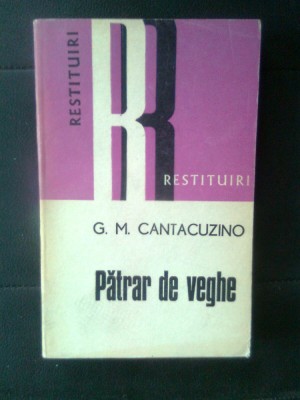 RESTITUIRI
R
RESTITUIRI
G. M. CANTACUZINO
Pătrar de veghe